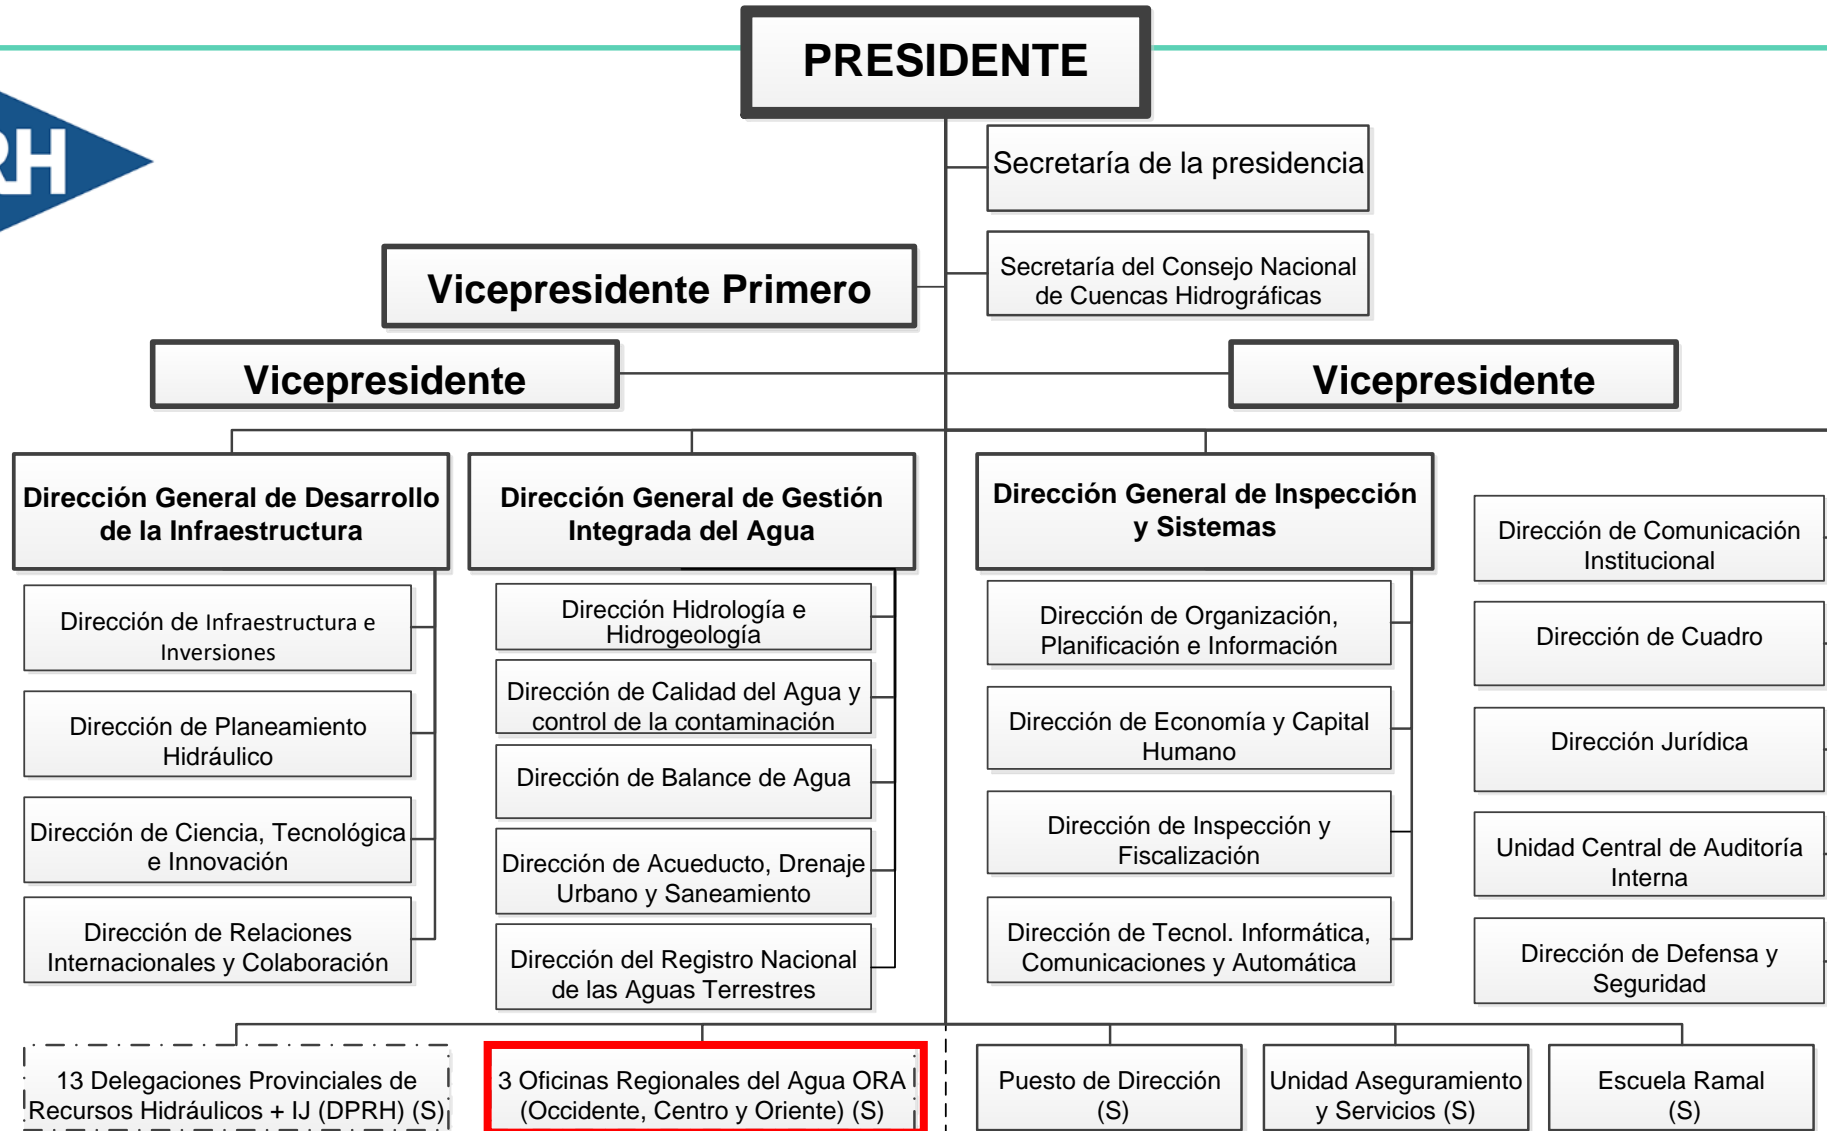 PRESIDENTE
RH
Secretaría de la presidencia
Secretaría del Consejo Nacional
de Cuencas Hidrográficas
Vicepresidente Primero
Vicepresidente
Vicepresidente
Dirección General de Desarrollo
de la Infraestructura
Dirección de Infraestructura e
Inversiones
Dirección de Planeamiento
Hidráulico
Dirección de Ciencia, Tecnológica
e Innovación
Dirección de Relaciones
Internacionales y Colaboración
Dirección General de Gestión
Integrada del Agua
Dirección Hidrología e
Hidrogeología
Dirección de Calidad del Agua y
control de la contaminación
Dirección de Balance de Agua
Dirección de Acueducto, Drenaje
Urbano y Saneamiento
Dirección del Registro Nacional
de las Aguas Terrestres
Dirección General de Inspección
y Sistemas
Dirección de Organización,
Planificación e Información
Dirección de Economía y Capital
Humano
Dirección de Inspección y
Fiscalización
Dirección de Tecnol. Informática,
Comunicaciones y Automática
Dirección de Comunicación
Institucional
Dirección de Cuadro
Dirección Jurídica
Unidad Central de Auditoría
Interna
Dirección de Defensa y
Seguridad
13 Delegaciones Provinciales de
Recursos Hidráulicos + IJ (DPRH) (S)
3 Oficinas Regionales del Agua ORA
(Occidente, Centro y Oriente) (S)
Puesto de Dirección
(S)
Unidad Aseguramiento
y Servicios (S)
Escuela Ramal
(S)